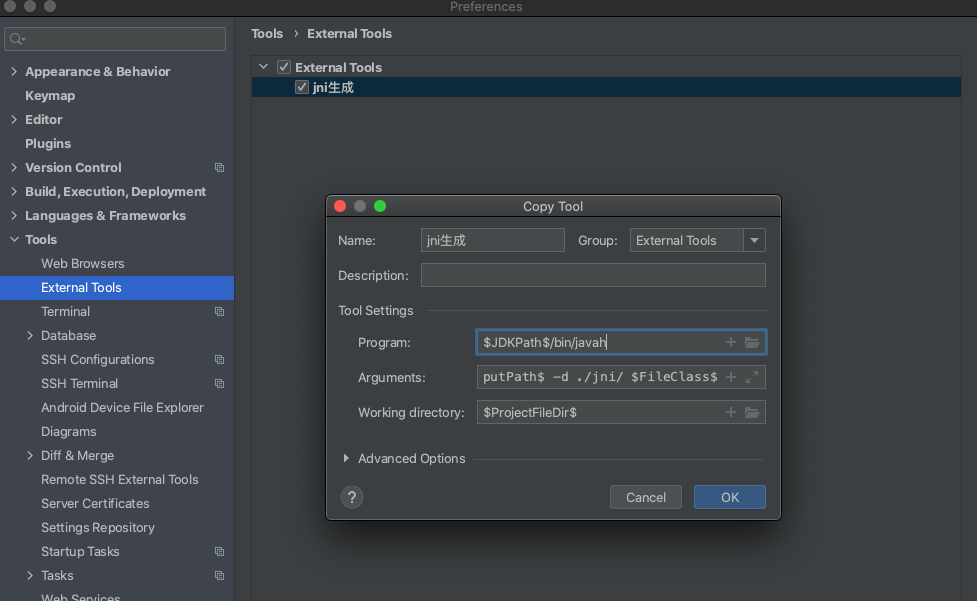 Preferences
Tools › External Tools
Appearance & Behavior
Keymap
Editor
Plugins
Version Control
Build, Execution, Deployment
Languages & Frameworks
Tools
Web Browsers
External Tools
Terminal
Database
SSH Configurations
SSH Terminal
Android Device File Explorer
Diagrams
Diff & Merge
Remote SSH External Tools
Server Certificates
Settings Repository
Startup Tasks
Tasks
Web Services
External Tools
jni生成
Copy Tool
Name: jni生成 Group: External Tools
Description:
Tool Settings
Program: $JDKPath$/bin/javah
Arguments: putPath$ -d ./jni/ $FileClass$
Working directory: $ProjectFileDir$
Advanced Options
? Cancel OK